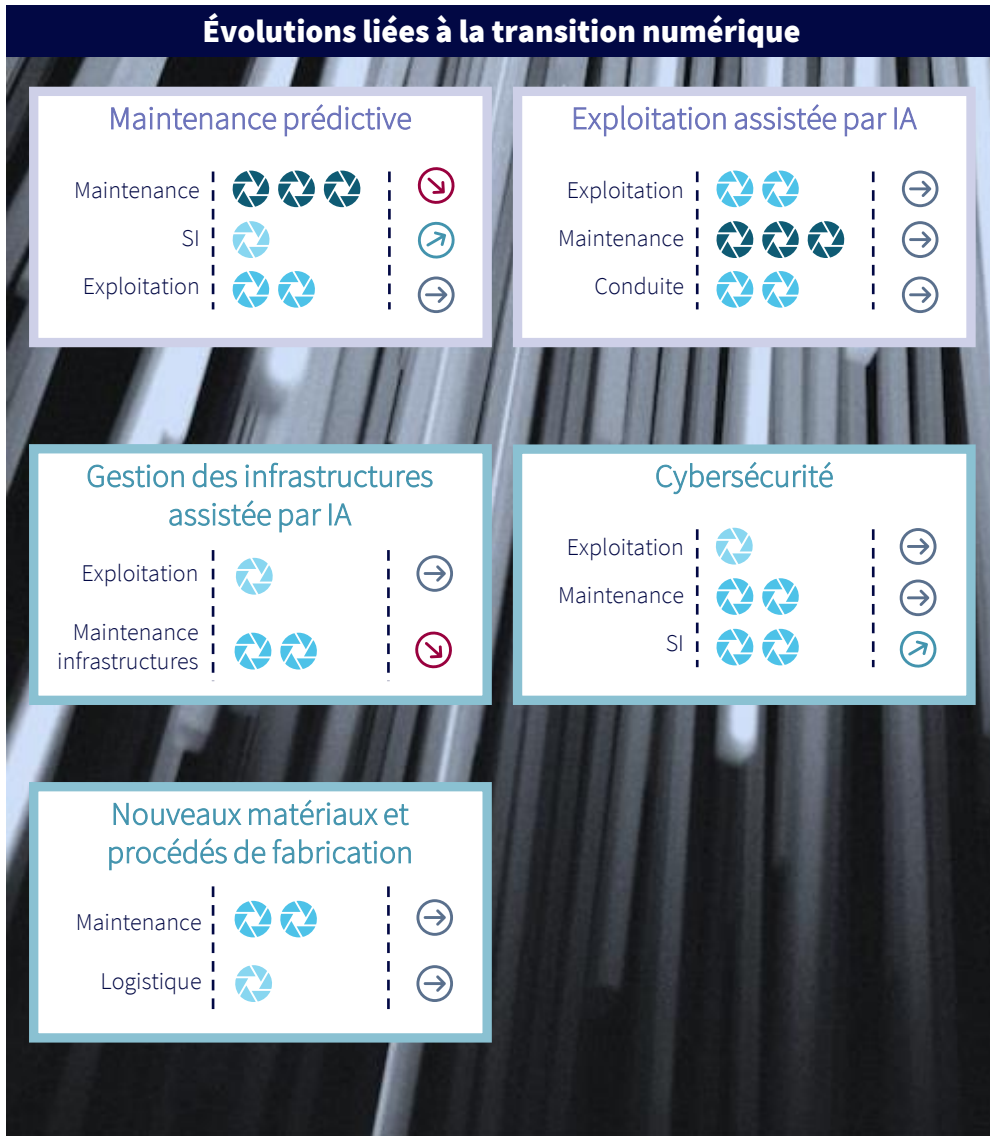 Évolutions liées à la transition numérique
Maintenance prédictive
Maintenance
SI
Exploitation
Exploitation assistée par IA
Exploitation
Maintenance
Conduite
Gestion des infrastructures
assistée par IA
Exploitation
Maintenance
infrastructures
Cybersécurité
Exploitation
Maintenance
SI
Nouveaux matériaux et
procédés de fabrication
Maintenance
Logistique